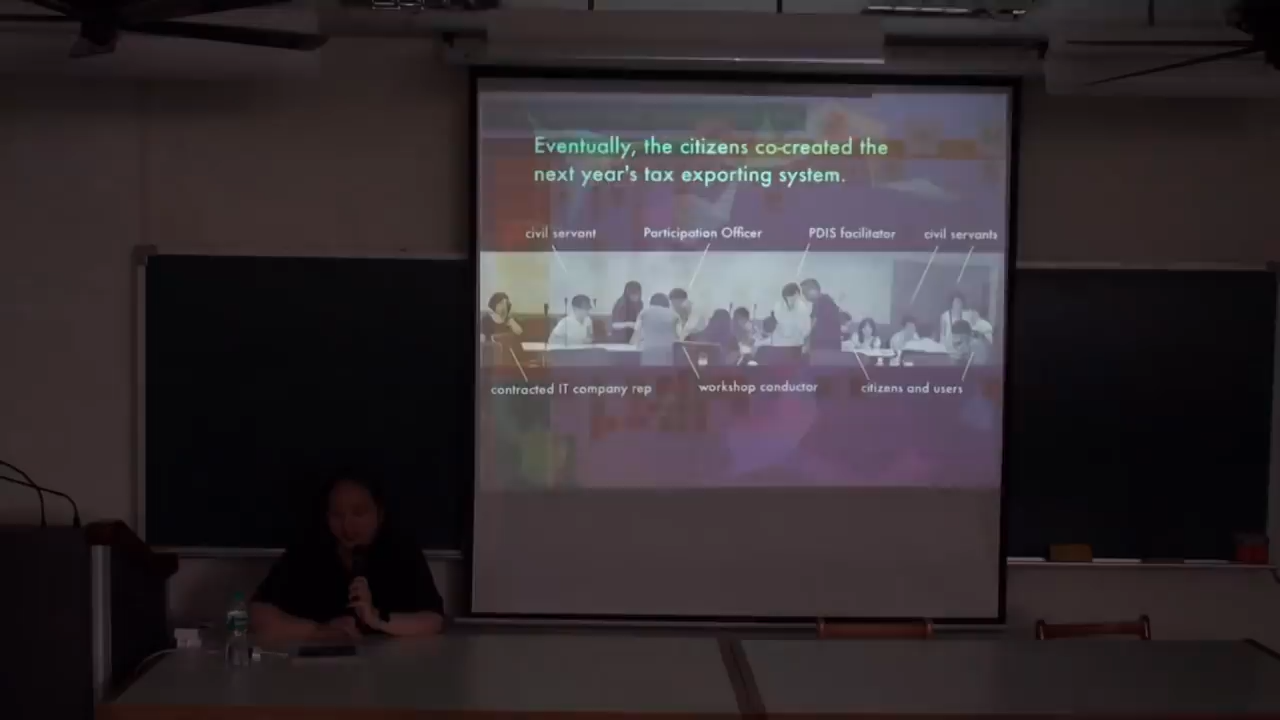 Eventually, the citizens co-created the
next year's tax exporting system.
civil servant
Participation Officer
PDIS facilitator
civil servants
contracted IT company rep
workshop conductor
citizens and users